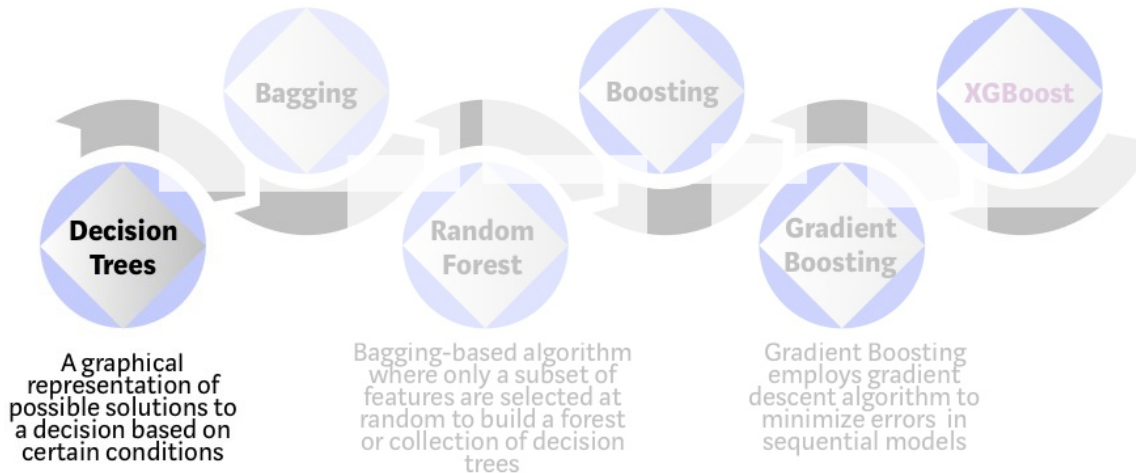 Bagging
Boosting
XGBoost
Decision
Trees
Random
Forest
Gradient
Boosting
A graphical
representation of
possible solutions to
a decision based on
certain conditions
Bagging-based algorithm
where only a subset of
features are selected at
random to build a forest
or collection of decision
trees
Gradient Boosting
employs gradient
descent algorithm to
minimize errors in
sequential models